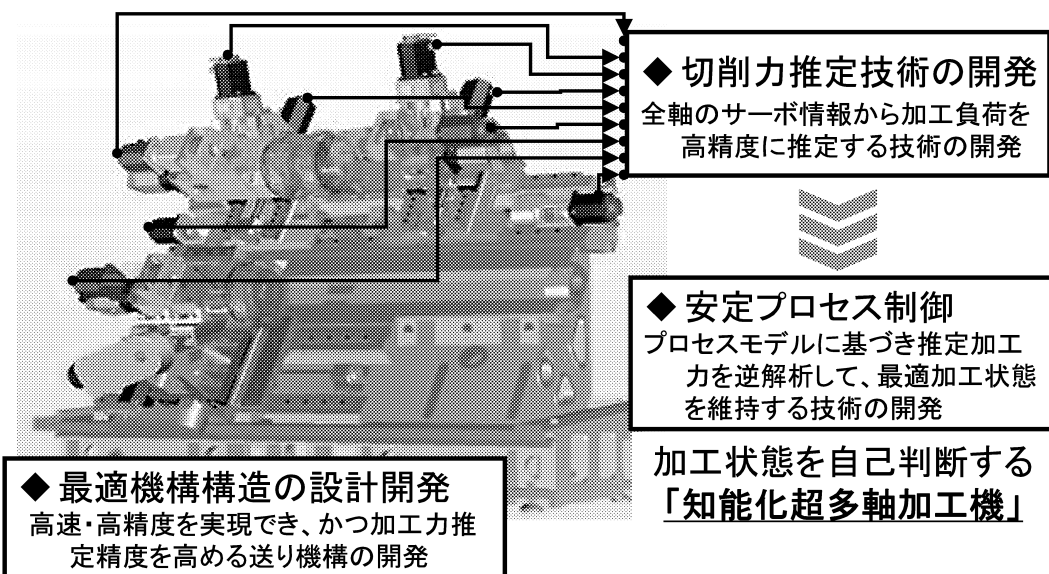 ◆ 切削力推定技術の開発
全軸のサーボ情報から加工負荷を
高精度に推定する技術の開発
◆ 安定プロセス制御
プロセスモデルに基づき推定加工
力を逆解析して、最適加工状態
を維持する技術の開発
加工状態を自己判断する
「知能化超多軸加工機」
◆ 最適機構構造の設計開発
高速・高精度を実現でき、かつ加工力推
定精度を高める送り機構の開発